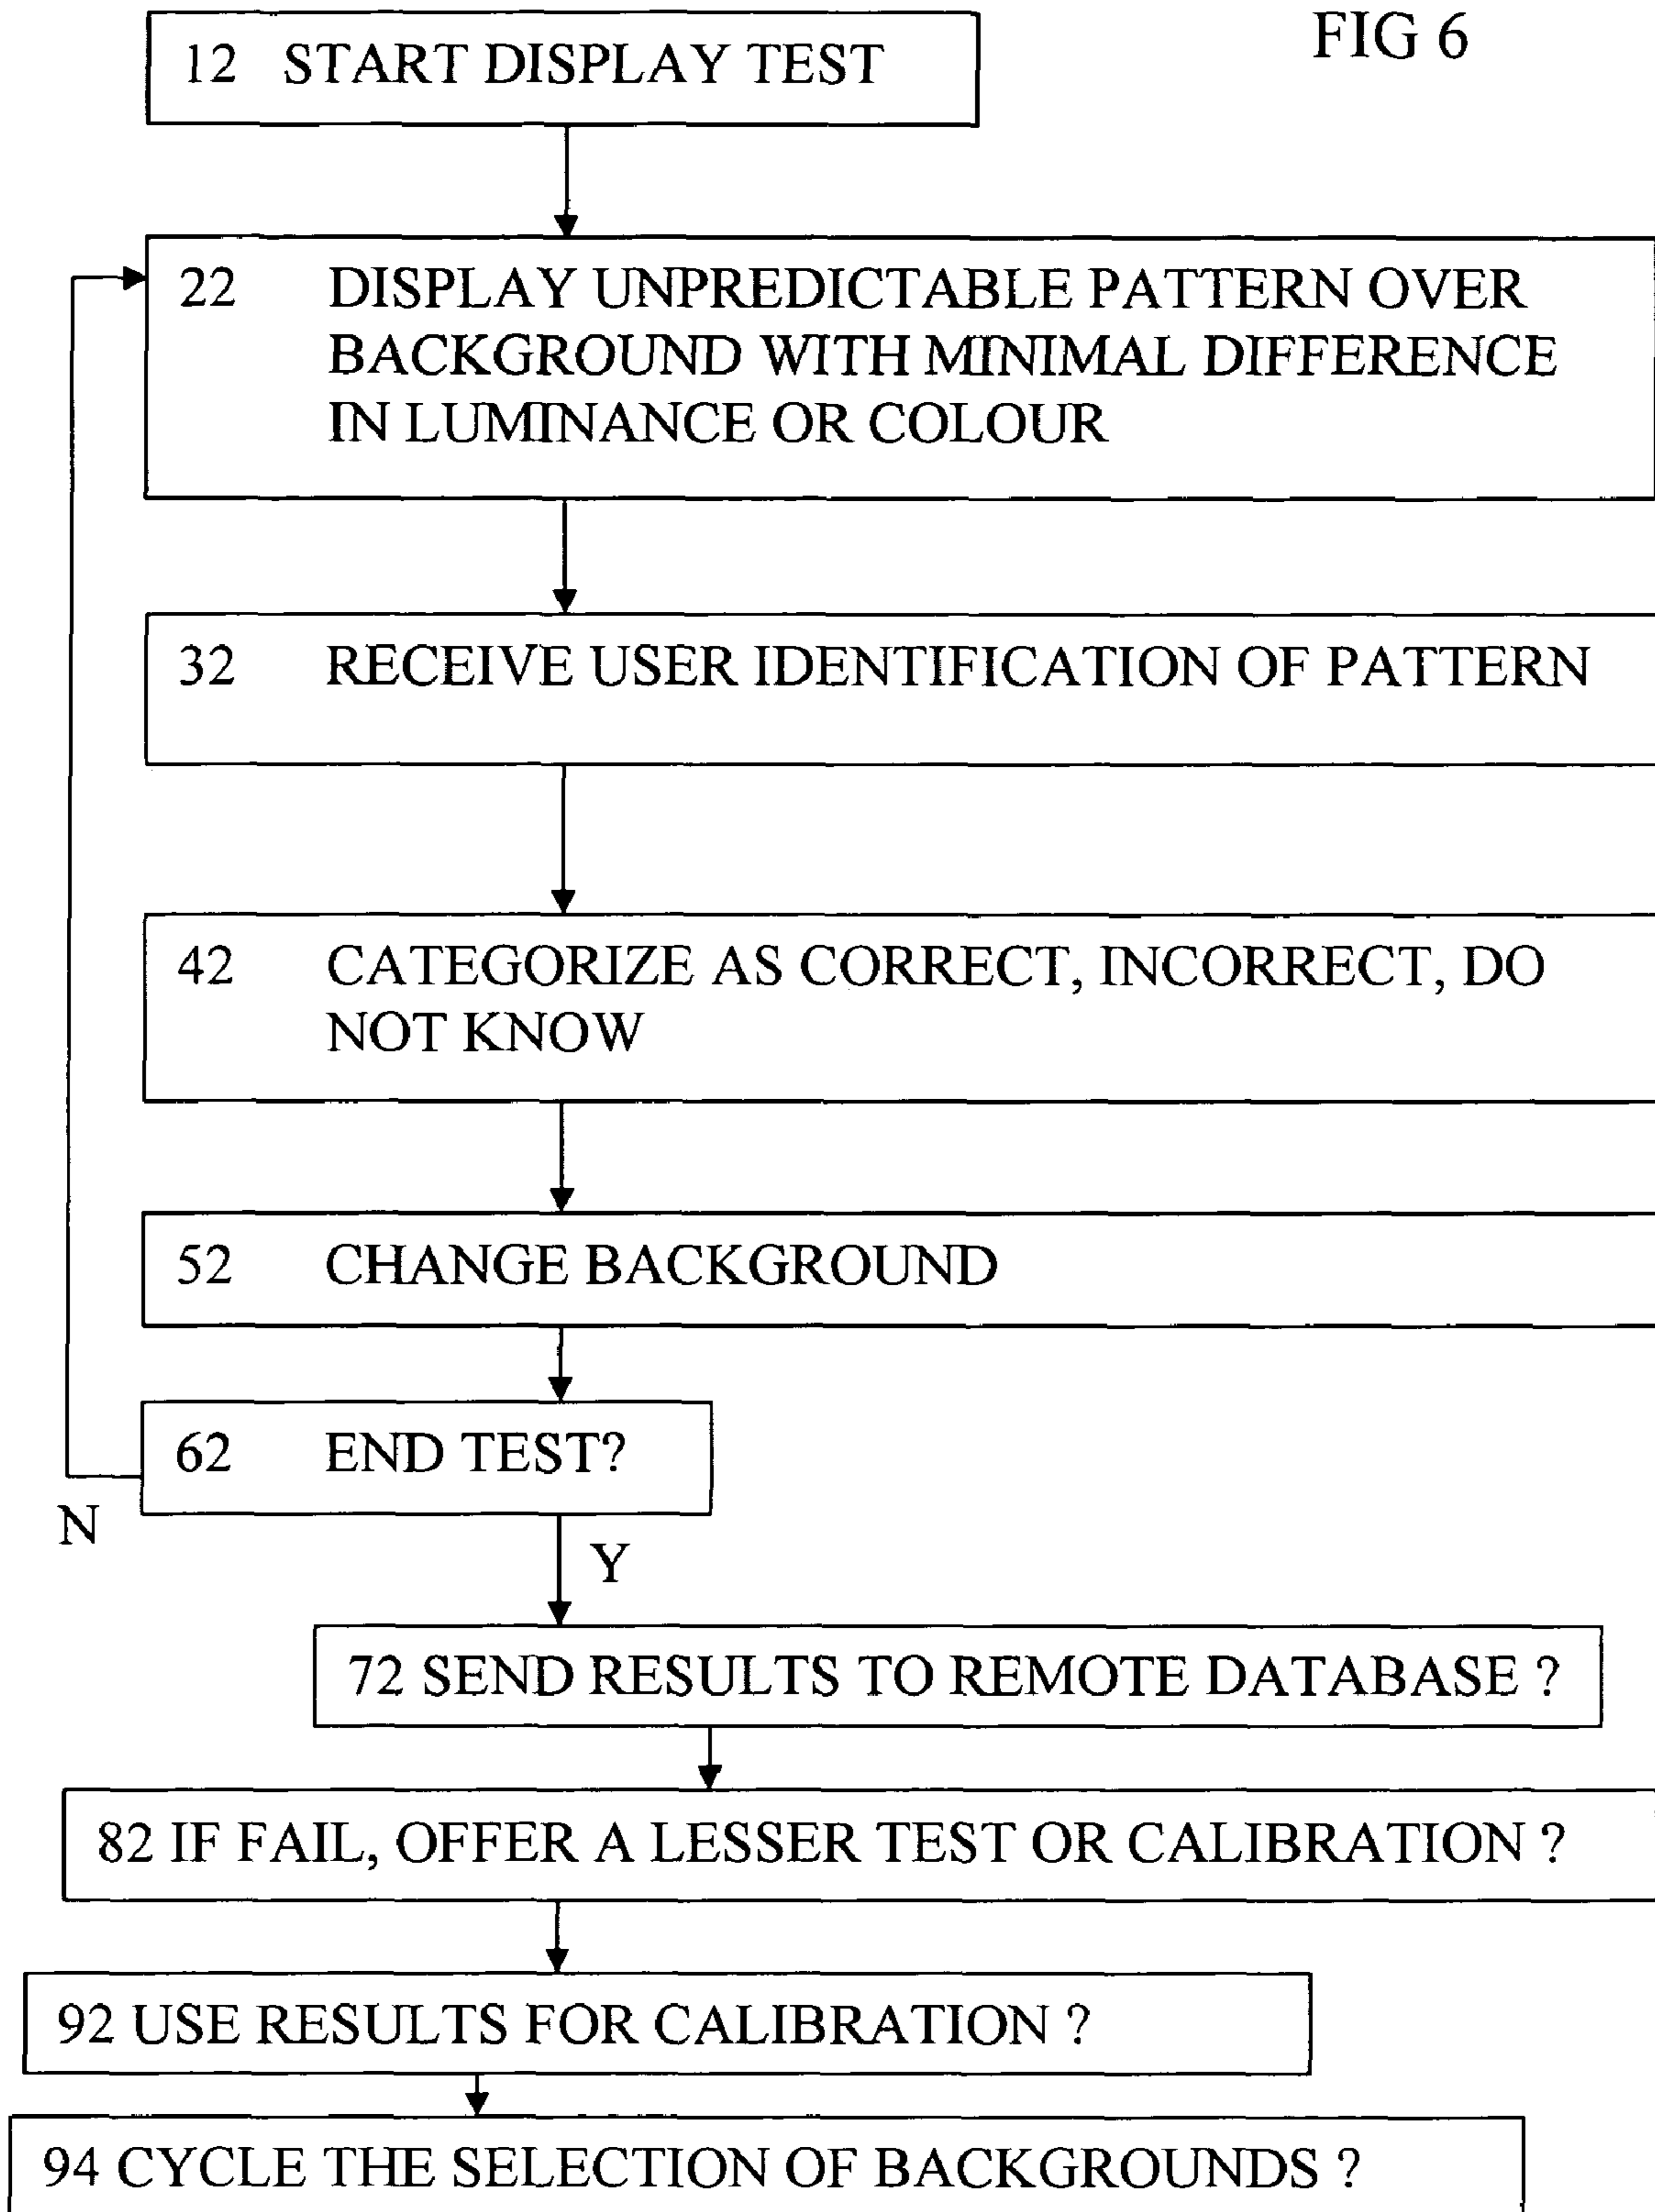 FIG 6
12 START DISPLAY TEST
22 DISPLAY UNPREDICTABLE PATTERN OVER
BACKGROUND WITH MINIMAL DIFFERENCE
IN LUMINANCE OR COLOUR
32 RECEIVE USER IDENTIFICATION OF PATTERN
42 CATEGORIZE AS CORRECT, INCORRECT, DO
NOT KNOW
52 CHANGE BACKGROUND
62 END TEST?
N
Y
72 SEND RESULTS TO REMOTE DATABASE ?
82 IF FAIL, OFFER A LESSER TEST OR CALIBRATION ?
92 USE RESULTS FOR CALIBRATION ?
94 CYCLE THE SELECTION OF BACKGROUNDS ?